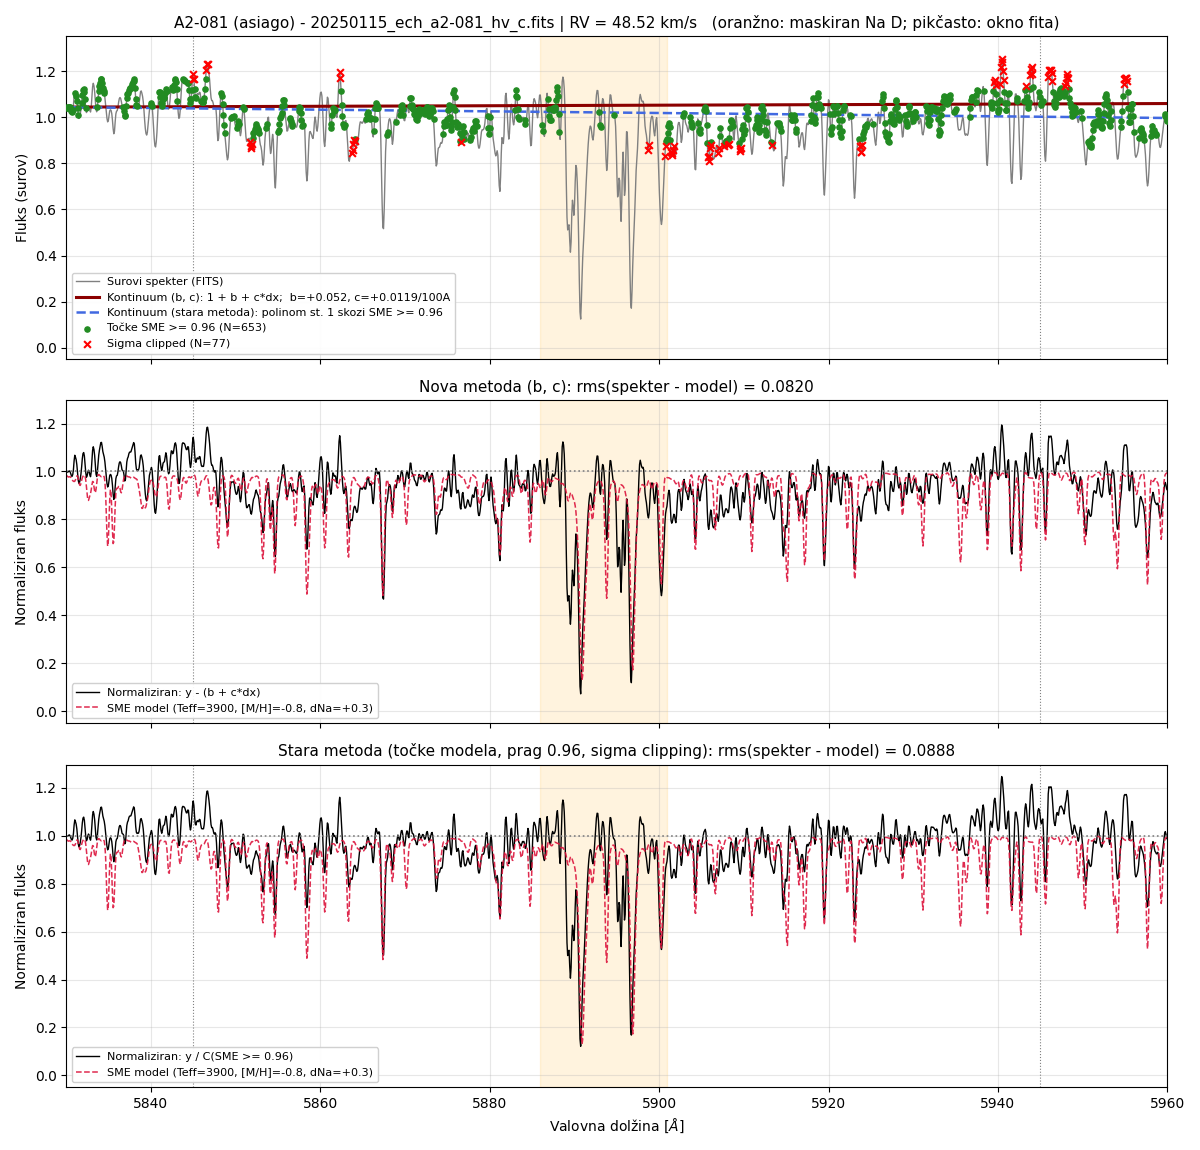 A2-081 (asiago) - 20250115_ech_a2-081_hv_c.fits | RV = 48.52 km/s   (oranžno: maskiran Na D; pikčasto: okno fita)
1.2
1.0
0.8
0.6
0.4
0.2
0.0
Fluks (surov)
Surovi spekter (FITS)
Kontinuum (b, c): 1 + b + c*dx;  b=+0.052, c=+0.0119/100A
Kontinuum (stara metoda): polinom st. 1 skozi SME >= 0.96
Točke SME >= 0.96 (N=653)
Sigma clipped (N=77)
Nova metoda (b, c): rms(spekter - model) = 0.0820
1.2
1.0
0.8
0.6
0.4
0.2
0.0
Normaliziran fluks
Normaliziran: y - (b + c*dx)
SME model (Teff=3900, [M/H]=-0.8, dNa=+0.3)
Stara metoda (točke modela, prag 0.96, sigma clipping): rms(spekter - model) = 0.0888
1.2
1.0
0.8
0.6
0.4
0.2
0.0
Normaliziran fluks
Normaliziran: y / C(SME >= 0.96)
SME model (Teff=3900, [M/H]=-0.8, dNa=+0.3)
5840 5860 5880 5900 5920 5940 5960
Valovna dolžina [Å]